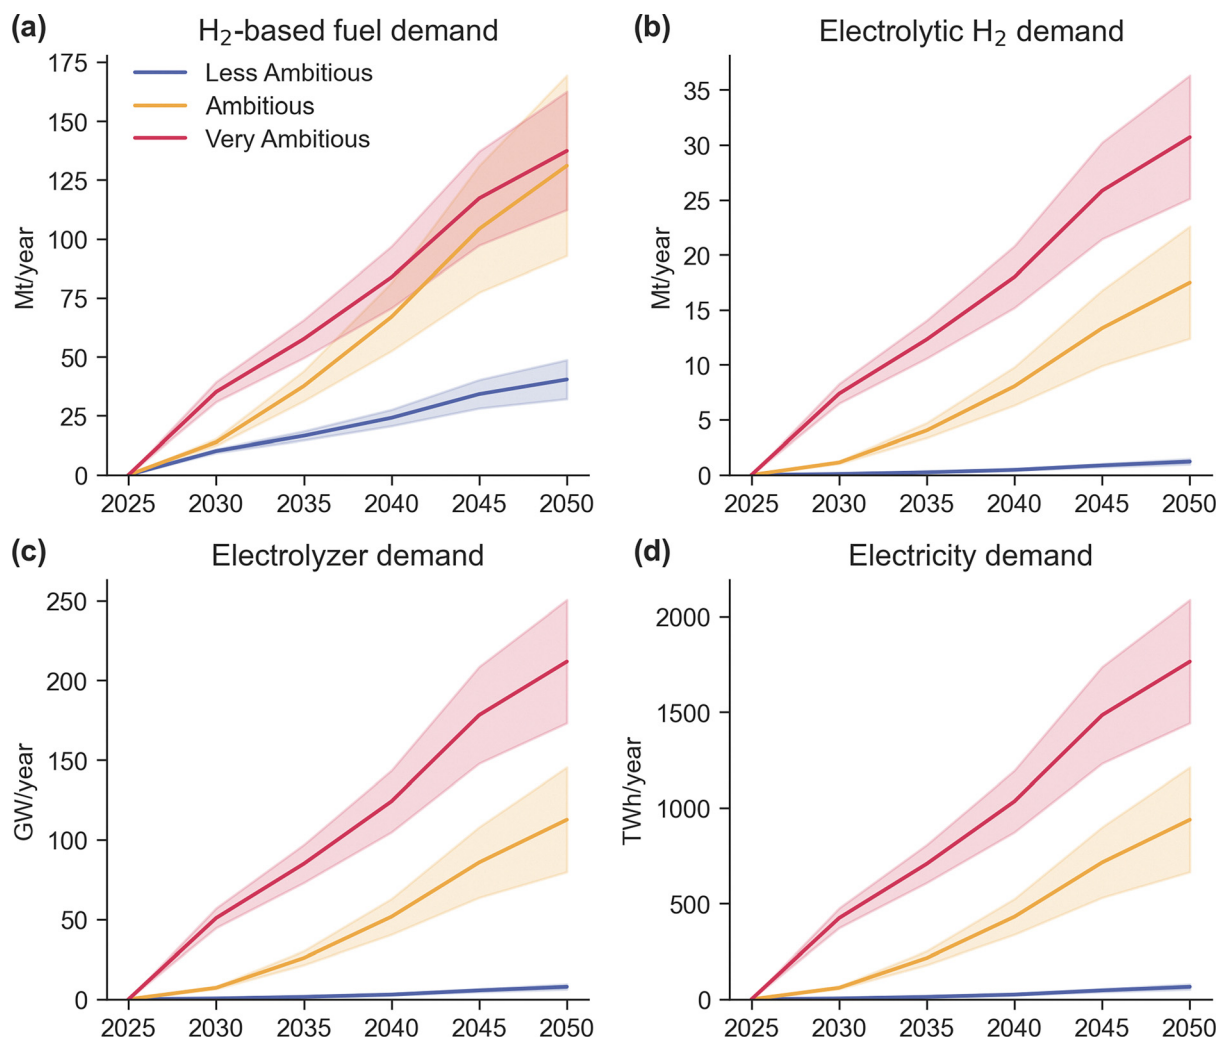 (a)
H₂-based fuel demand
175
150
125
100
75
50
25
0
Mt/year
Less Ambitious
Ambitious
Very Ambitious
2025 2030 2035 2040 2045 2050
(b)
Electrolytic H₂ demand
35
30
25
20
15
10
5
0
Mt/year
2025 2030 2035 2040 2045 2050
(c)
Electrolyzer demand
250
200
150
100
50
0
GW/year
2025 2030 2035 2040 2045 2050
(d)
Electricity demand
2000
1500
1000
500
0
TWh/year
2025 2030 2035 2040 2045 2050